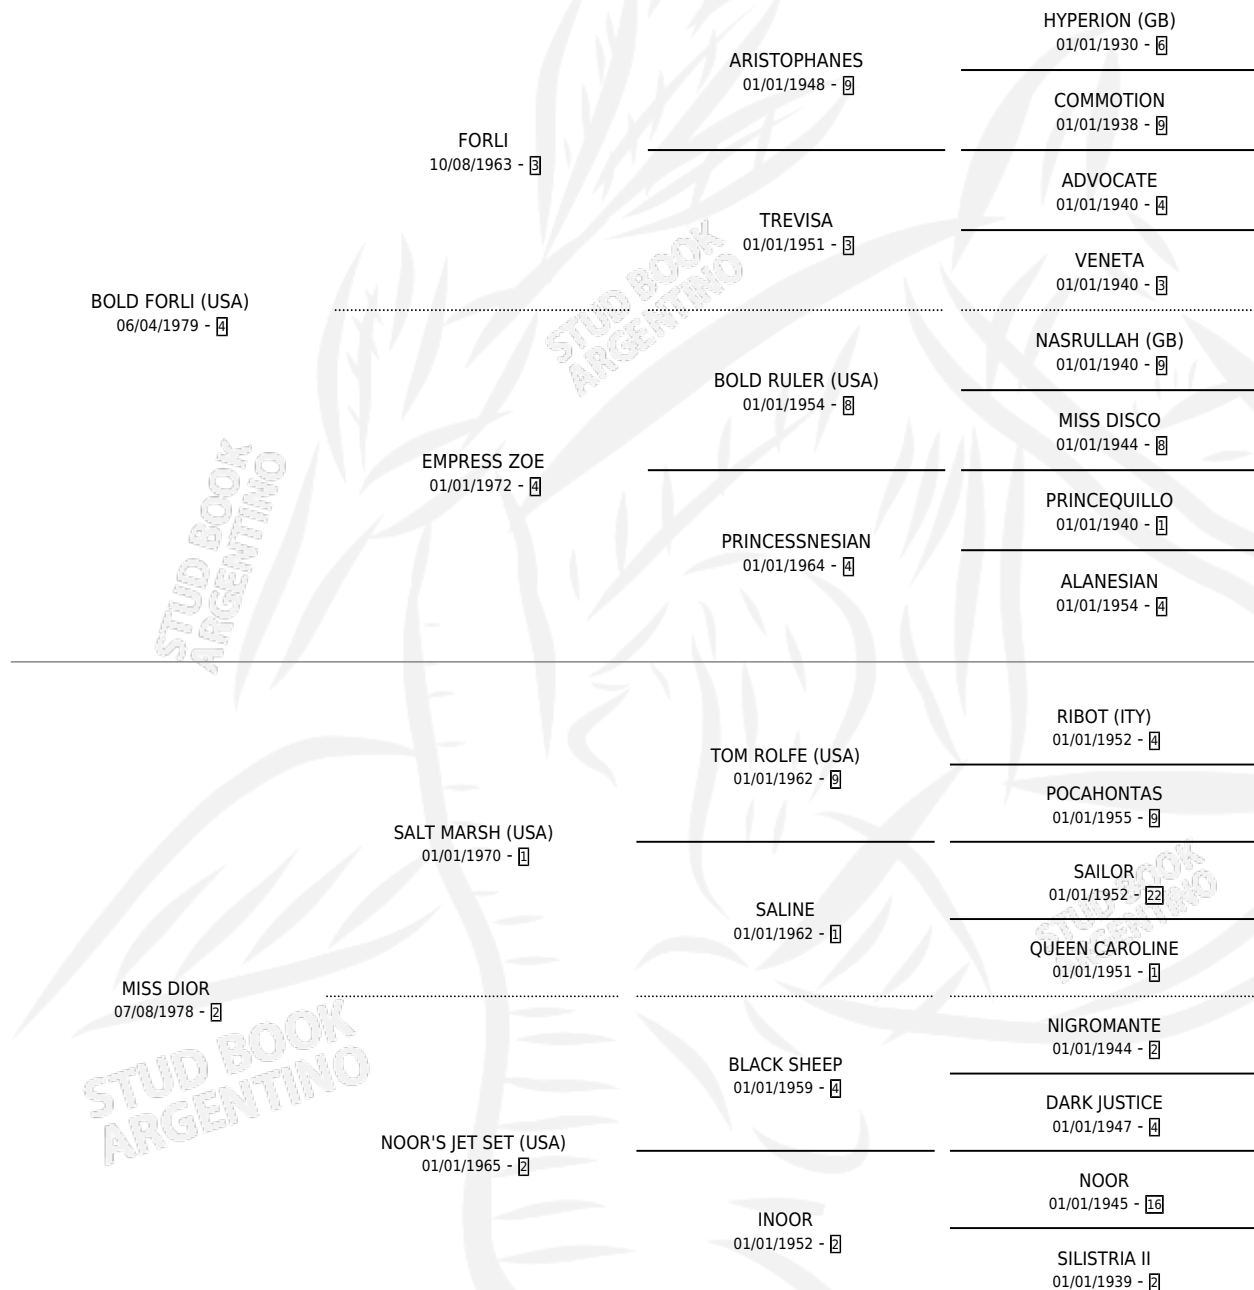 HYPERION (GB)
01/01/1930 - 6
ARISTOPHANES
01/01/1948 - 9
COMMOTION
01/01/1938 - 9
FORLI
10/08/1963 - 3
ADVOCATE
01/01/1940 - 4
TREVISA
01/01/1951 - 3
VENETA
01/01/1940 - 3
BOLD FORLI (USA)
06/04/1979 - 4
NASRULLAH (GB)
01/01/1940 - 9
BOLD RULER (USA)
01/01/1954 - 8
MISS DISCO
01/01/1944 - 8
EMPRESS ZOE
01/01/1972 - 4
PRINCEQUILLO
01/01/1940 - 1
PRINCESSNESIAN
01/01/1964 - 4
ALANESIAN
01/01/1954 - 4
RIBOT (ITY)
01/01/1952 - 4
TOM ROLFE (USA)
01/01/1962 - 9
POCAHONTAS
01/01/1955 - 9
SALT MARSH (USA)
01/01/1970 - 1
SAILOR
01/01/1952 - 22
SALINE
01/01/1962 - 1
QUEEN CAROLINE
01/01/1951 - 1
MISS DIOR
07/08/1978 - 2
NIGROMANTE
01/01/1944 - 2
BLACK SHEEP
01/01/1959 - 4
DARK JUSTICE
01/01/1947 - 4
NOOR'S JET SET (USA)
01/01/1965 - 2
NOOR
01/01/1945 - 16
INOOR
01/01/1952 - 2
SILISTRIA II
01/01/1939 - 2
STUD BOOK
ARGENTINO
STUD BOOK
ARGENTINO
STUD BOOK
ARGENTINO
STUD BOOK
ARGENTINO